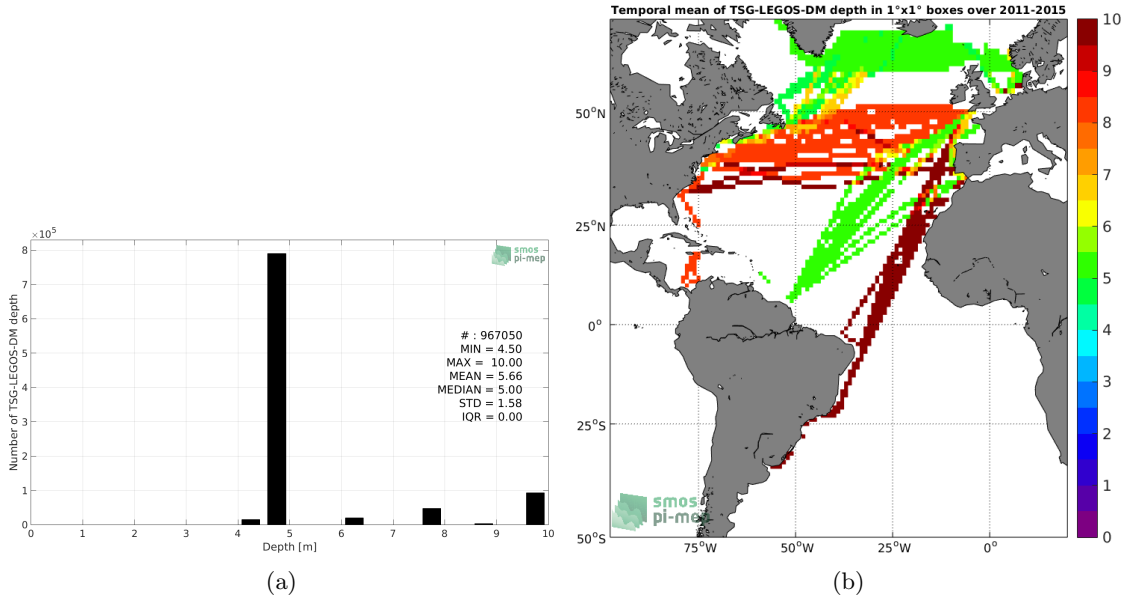 Temporal mean of TSG-LEGOS-DM depth in 1°x1° boxes over 2011-2015
×10⁵
8
7
6
5
4
3
2
1
0
Number of TSG-LEGOS-DM depth
smos
pi-mep
# : 967050
MIN = 4.50
MAX = 10.00
MEAN = 5.66
MEDIAN = 5.00
STD = 1.58
IQR = 0.00
0 1 2 3 4 5 6 7 8 9 10
Depth [m]
(a)
50°N
25°N
0°
25°S
50°S
75°W 50°W 25°W 0°
smos
pi-mep
10
9
8
7
6
5
4
3
2
1
0
(b)